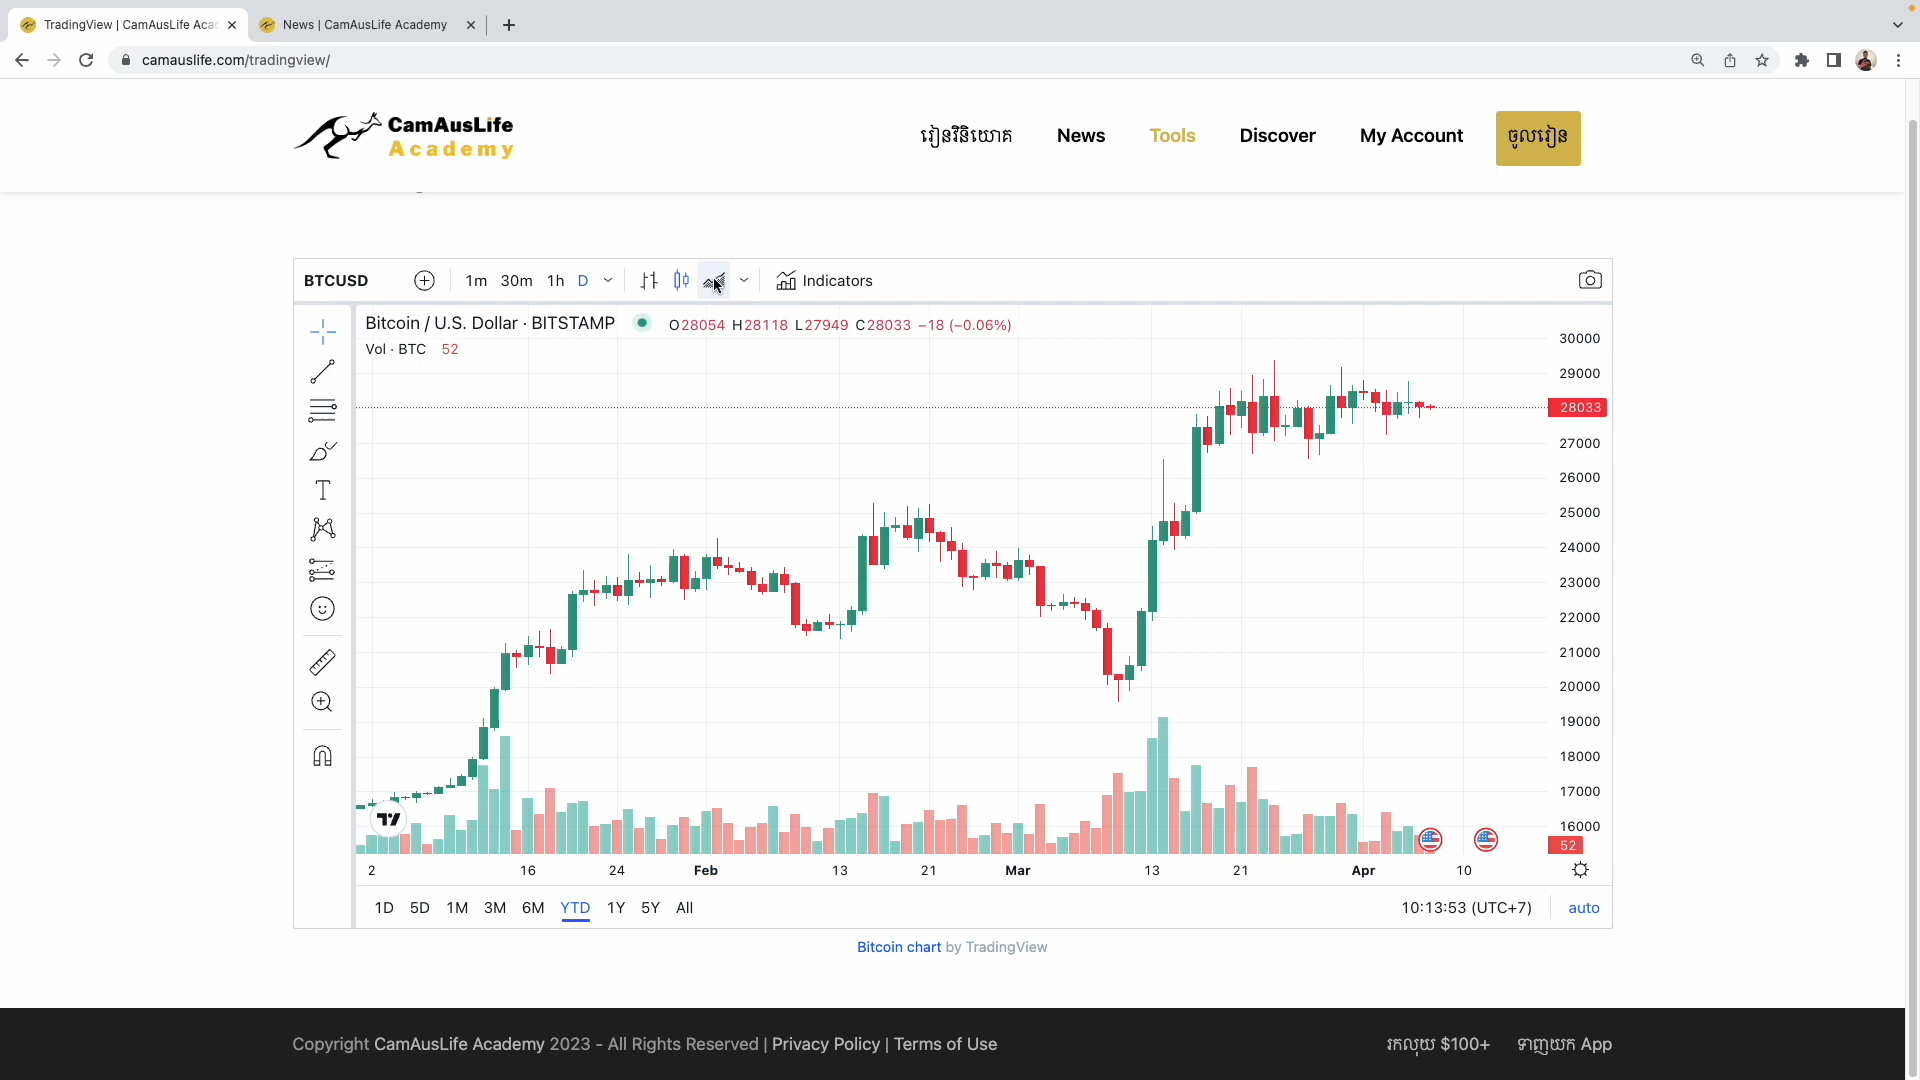 TradingView | CamAusLife Aca
News | CamAusLife Academy
camauslife.com/tradingview/
CamAusLife
Academy
រៀនវិនិយោគ
News
Tools
Discover
My Account
ចូលរៀន
BTCUSD
1m 30m 1h D
Indicators
Bitcoin / U.S. Dollar · BITSTAMP
O28054 H28118 L27949 C28033 −18 (−0.06%)
Vol · BTC 52
30000
29000
28033
27000
26000
25000
24000
23000
22000
21000
20000
19000
18000
17000
16000
52
2 16 24 Feb 13 21 Mar 13 21 Apr 10
1D 5D 1M 3M 6M YTD 1Y 5Y All
10:13:53 (UTC+7)
auto
Bitcoin chart by TradingView
Copyright CamAusLife Academy 2023 - All Rights Reserved | Privacy Policy | Terms of Use
រកលុយ $100+
ទាញយក App